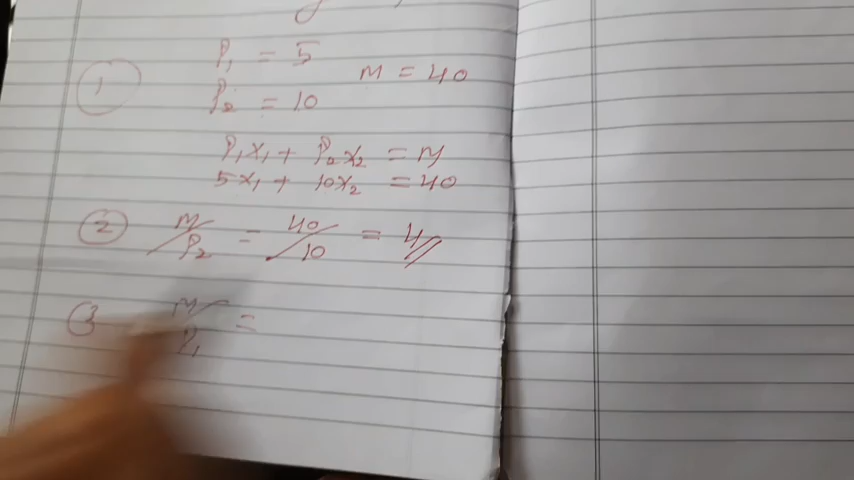 ① P₁ = 5
m = 40
P₂ = 10
P₁x₁ + P₂x₂ = M
5x₁ + 10x₂ = 40
② M/P₂ = 40/10 = 4
③ M/P₁ =